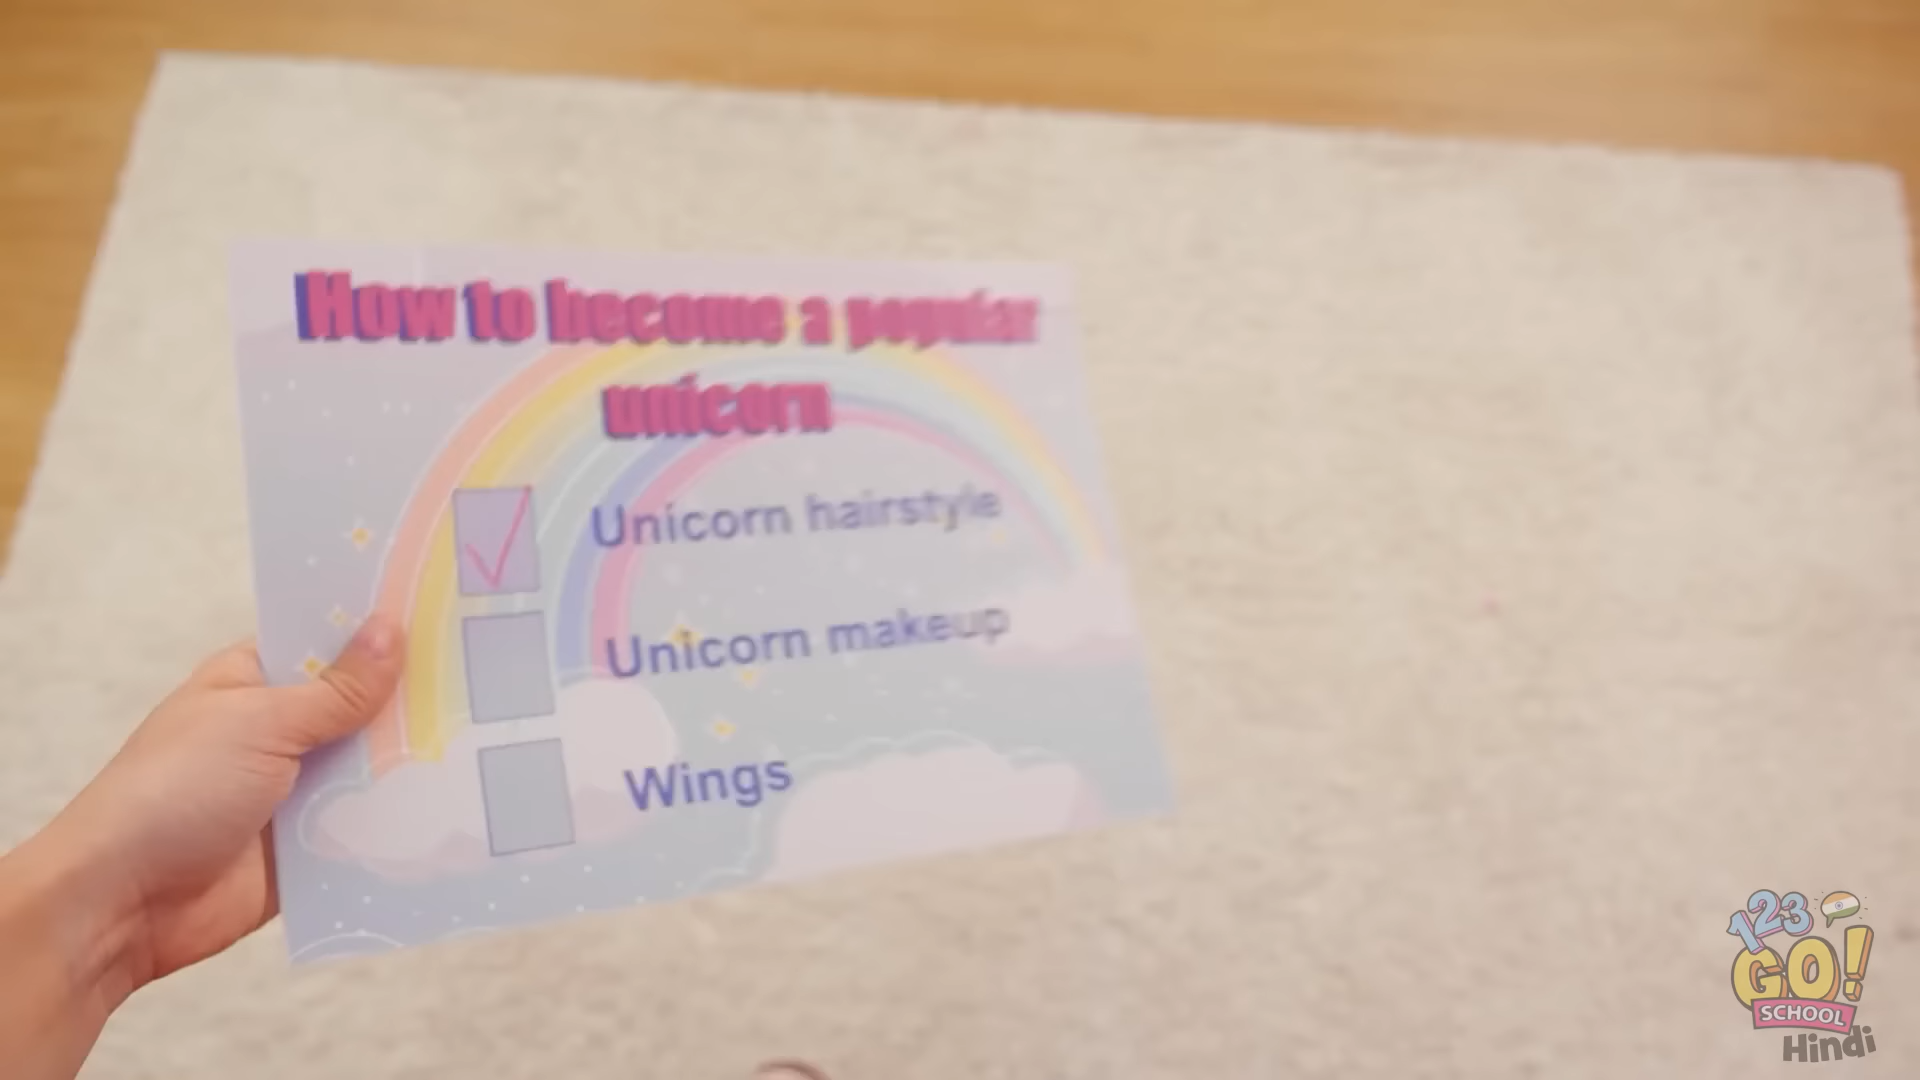 How to become a popular
unicorn
Unicorn hairstyle
Unicorn makeup
Wings
123
GO!
SCHOOL
Hindi